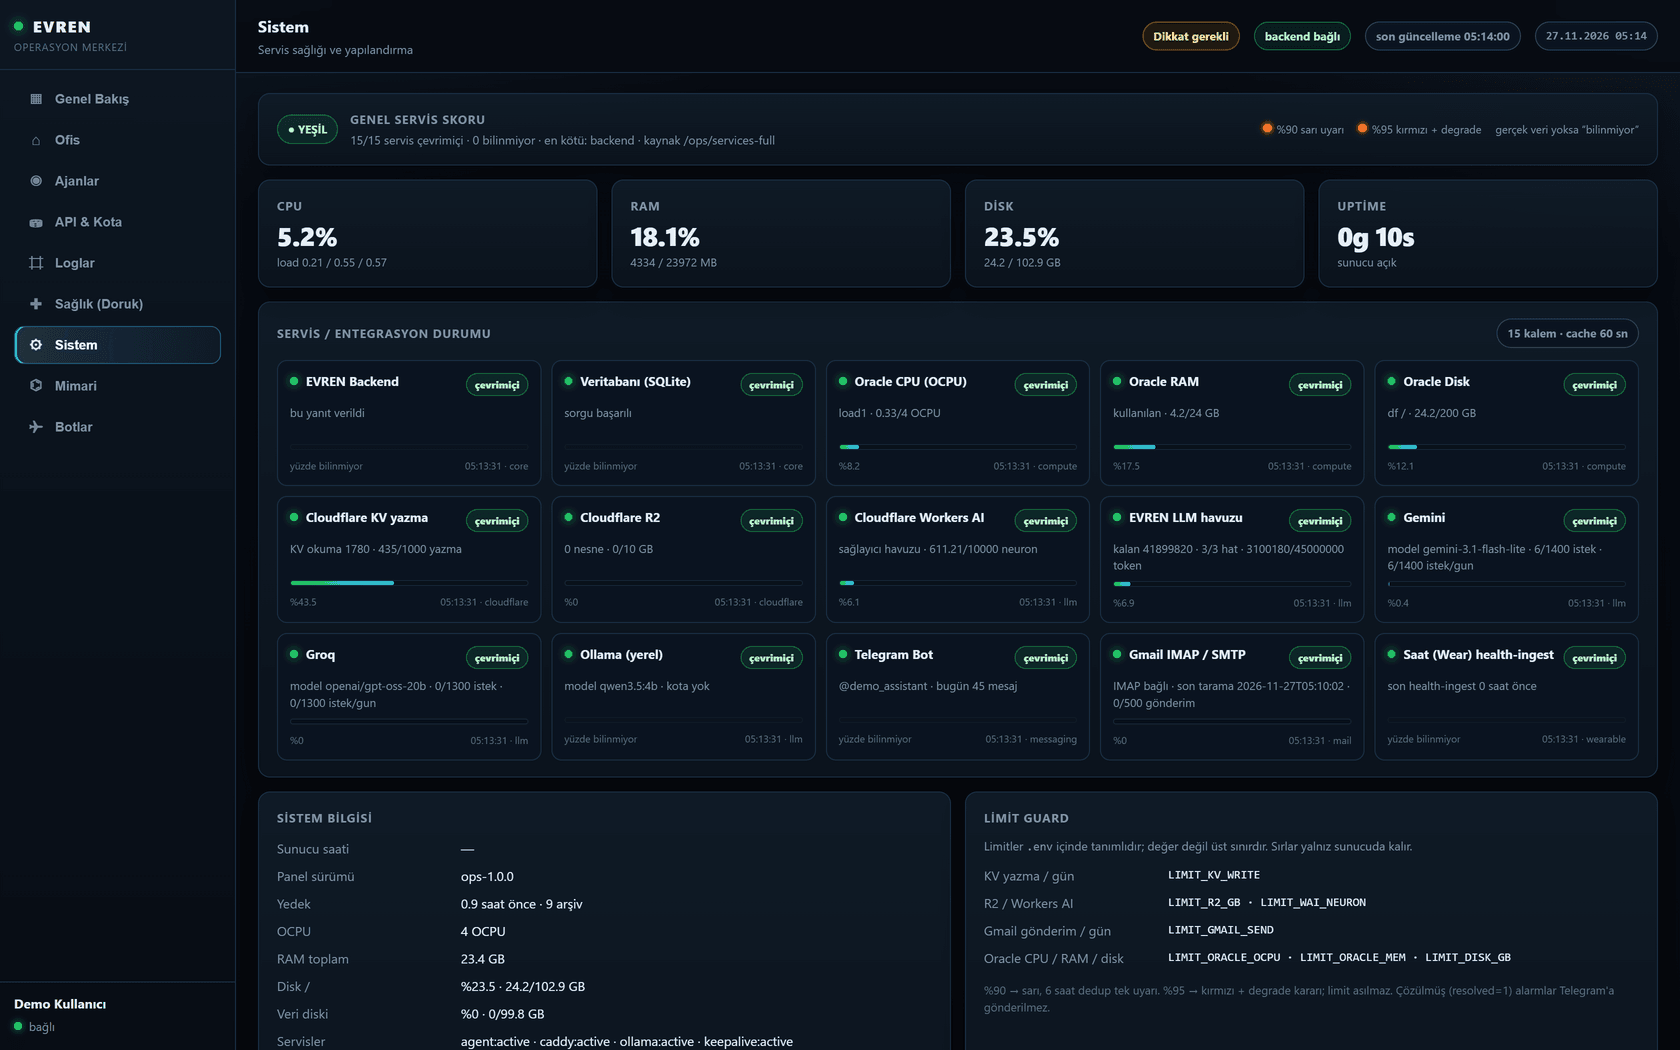 EVREN
OPERASYON MERKEZİ
Genel Bakış
Ofis
Ajanlar
API & Kota
Loglar
Sağlık (Doruk)
Sistem
Mimari
Botlar
Demo Kullanıcı
bağlı
Sistem
Servis sağlığı ve yapılandırma
Dikkat gerekli
backend bağlı
son güncelleme 05:14:00
27.11.2026 05:14
YEŞİL
GENEL SERVİS SKORU
15/15 servis çevrimiçi · 0 bilinmiyor · en kötü: backend · kaynak /ops/services-full
%90 sarı uyarı
%95 kırmızı + degrade
gerçek veri yoksa "bilinmiyor"
CPU
5.2%
load 0.21 / 0.55 / 0.57
RAM
18.1%
4334 / 23972 MB
DİSK
23.5%
24.2 / 102.9 GB
UPTİME
0g 10s
sunucu açık
SERVİS / ENTEGRASYON DURUMU
15 kalem · cache 60 sn
EVREN Backend
çevrimiçi
bu yanıt verildi
yüzde bilinmiyor
05:13:31 · core
Veritabanı (SQLite)
çevrimiçi
sorgu başarılı
yüzde bilinmiyor
05:13:31 · core
Oracle CPU (OCPU)
çevrimiçi
load1 · 0.33/4 OCPU
%8.2
05:13:31 · compute
Oracle RAM
çevrimiçi
kullanılan · 4.2/24 GB
%17.5
05:13:31 · compute
Oracle Disk
çevrimiçi
df / · 24.2/200 GB
%12.1
05:13:31 · compute
Cloudflare KV yazma
çevrimiçi
KV okuma 1780 · 435/1000 yazma
%43.5
05:13:31 · cloudflare
Cloudflare R2
çevrimiçi
0 nesne · 0/10 GB
%0
05:13:31 · cloudflare
Cloudflare Workers AI
çevrimiçi
sağlayıcı havuzu · 611.21/10000 neuron
%6.1
05:13:31 · llm
EVREN LLM havuzu
çevrimiçi
kalan 41899820 · 3/3 hat · 3100180/45000000
token
%6.9
05:13:31 · llm
Gemini
çevrimiçi
model gemini-3.1-flash-lite · 6/1400 istek ·
6/1400 istek/gun
%0.4
05:13:31 · llm
Groq
çevrimiçi
model openai/gpt-oss-20b · 0/1300 istek ·
0/1300 istek/gun
%0
05:13:31 · llm
Ollama (yerel)
çevrimiçi
model qwen3.5:4b · kota yok
yüzde bilinmiyor
05:13:31 · llm
Telegram Bot
çevrimiçi
@demo_assistant · bugün 45 mesaj
yüzde bilinmiyor
05:13:31 · messaging
Gmail IMAP / SMTP
çevrimiçi
IMAP bağlı · son tarama 2026-11-27T05:10:02 ·
0/500 gönderim
%0
05:13:31 · mail
Saat (Wear) health-ingest
çevrimiçi
son health-ingest 0 saat önce
yüzde bilinmiyor
05:13:31 · wearable
SİSTEM BİLGİSİ
Sunucu saati —
Panel sürümü ops-1.0.0
Yedek 0.9 saat önce · 9 arşiv
OCPU 4 OCPU
RAM toplam 23.4 GB
Disk / %23.5 · 24.2/102.9 GB
Veri diski %0 · 0/99.8 GB
Servisler agent:active · caddy:active · ollama:active · keepalive:active
LİMİT GUARD
Limitler .env içinde tanımlıdır; değer değil üst sınırdır. Sırlar yalnız sunucuda kalır.
KV yazma / gün LIMIT_KV_WRITE
R2 / Workers AI LIMIT_R2_GB · LIMIT_WAI_NEURON
Gmail gönderim / gün LIMIT_GMAIL_SEND
Oracle CPU / RAM / disk LIMIT_ORACLE_OCPU · LIMIT_ORACLE_MEM · LIMIT_DISK_GB
%90 → sarı, 6 saat dedup tek uyarı. %95 → kırmızı + degrade kararı; limit asılmaz. Çözülmüş (resolved=1) alarmlar Telegram'a
gönderilmez.